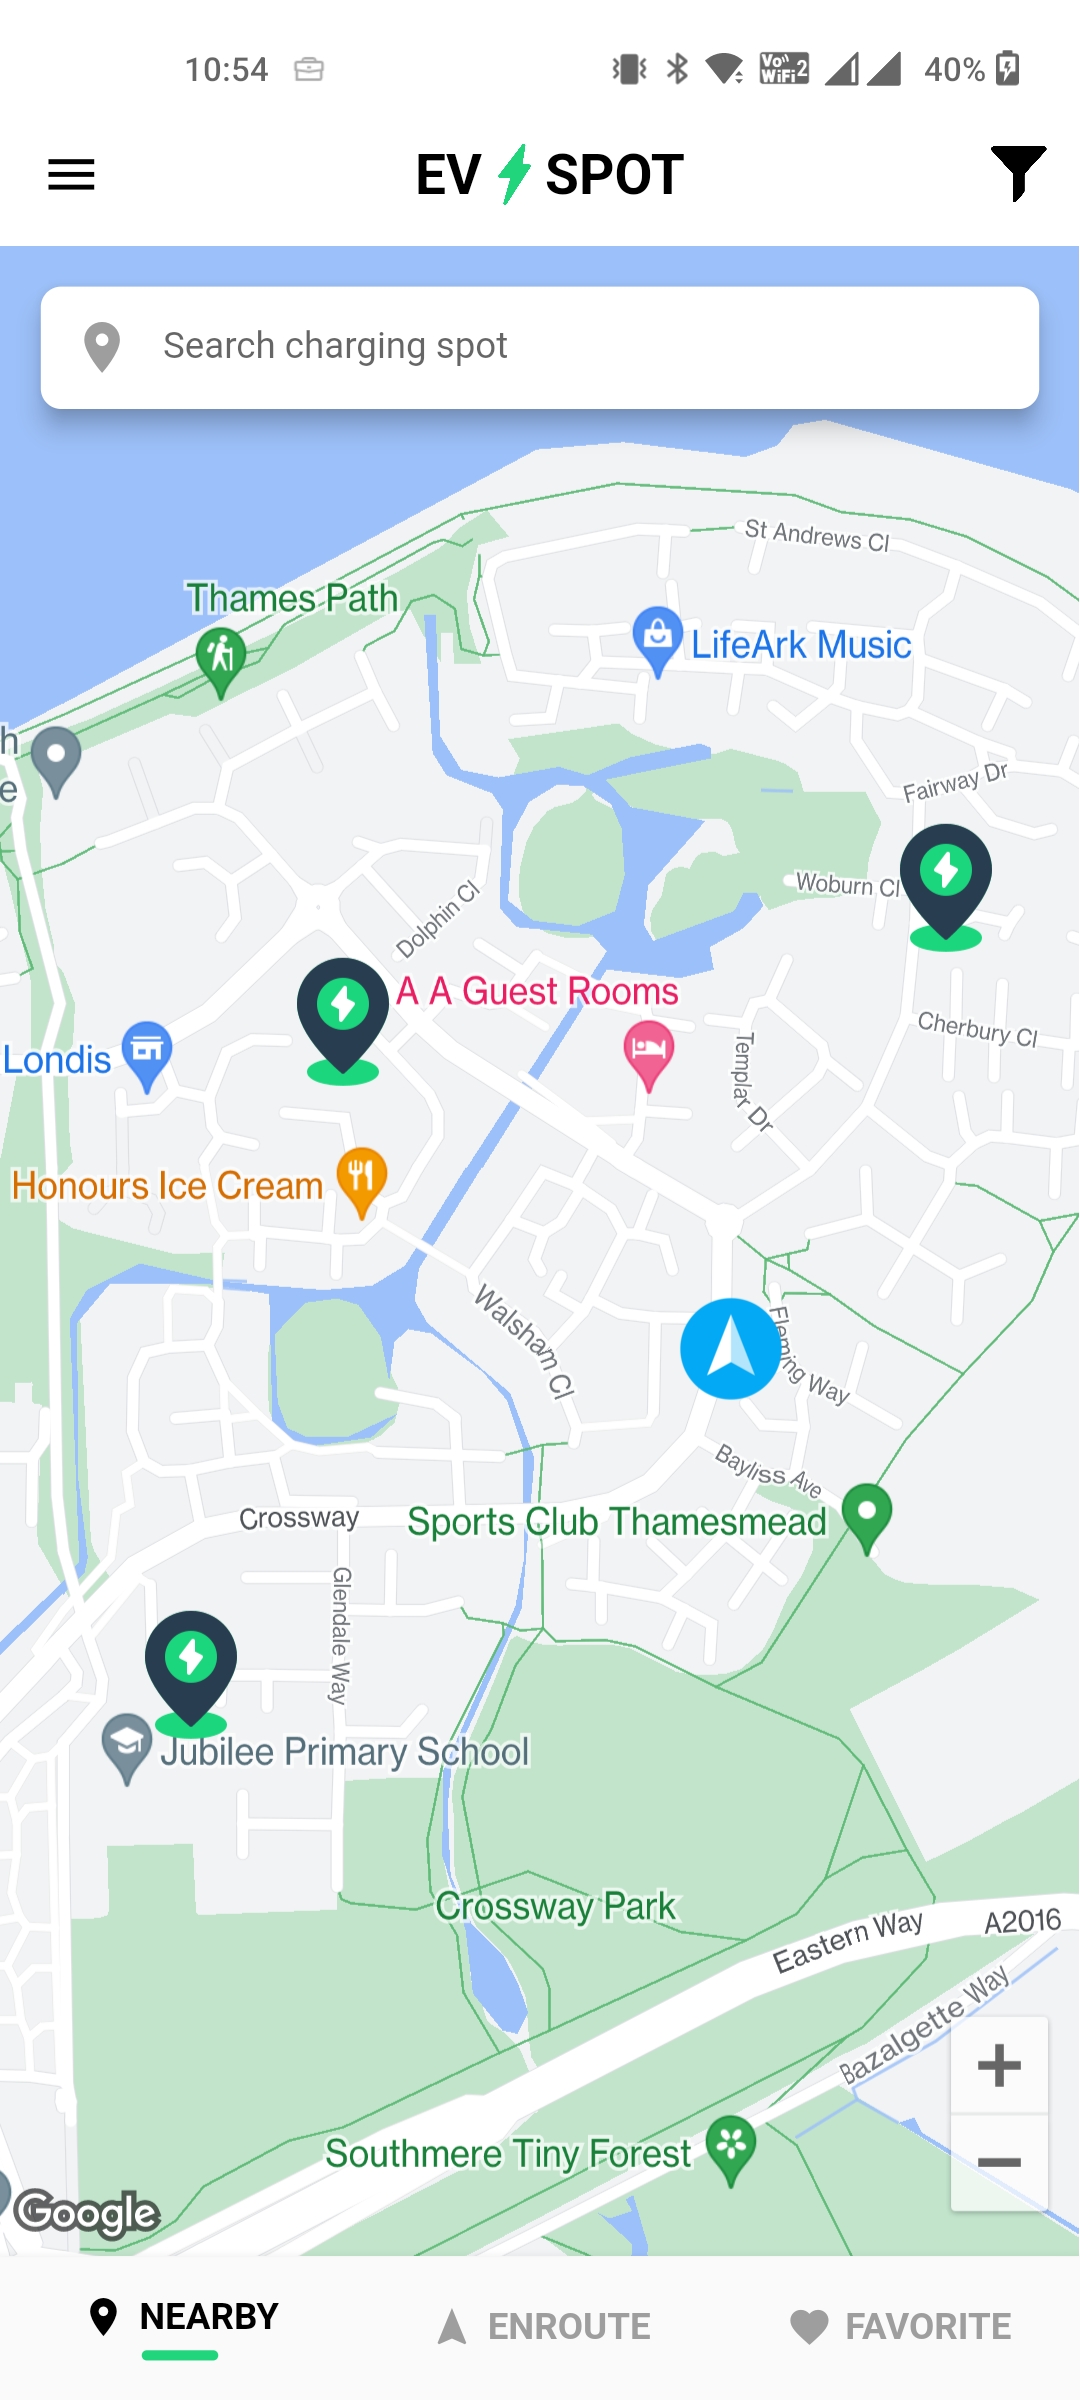 10:54
Vo)) WiFi 2
40%
EV SPOT
Search charging spot
St Andrews Cl
Thames Path
LifeArk Music
h
e
Fairway Dr
Woburn Cl
Dolphin Cl
A A Guest Rooms
Cherbury Cl
Londis
Templar Dr
Honours Ice Cream
Walsham Cl
Fleming Way
Bayliss Ave
Crossway
Sports Club Thamesmead
Glendale Way
Jubilee Primary School
Crossway Park
Eastern Way
A2016
Bazalgette Way
Southmere Tiny Forest
Google
NEARBY
ENROUTE
FAVORITE